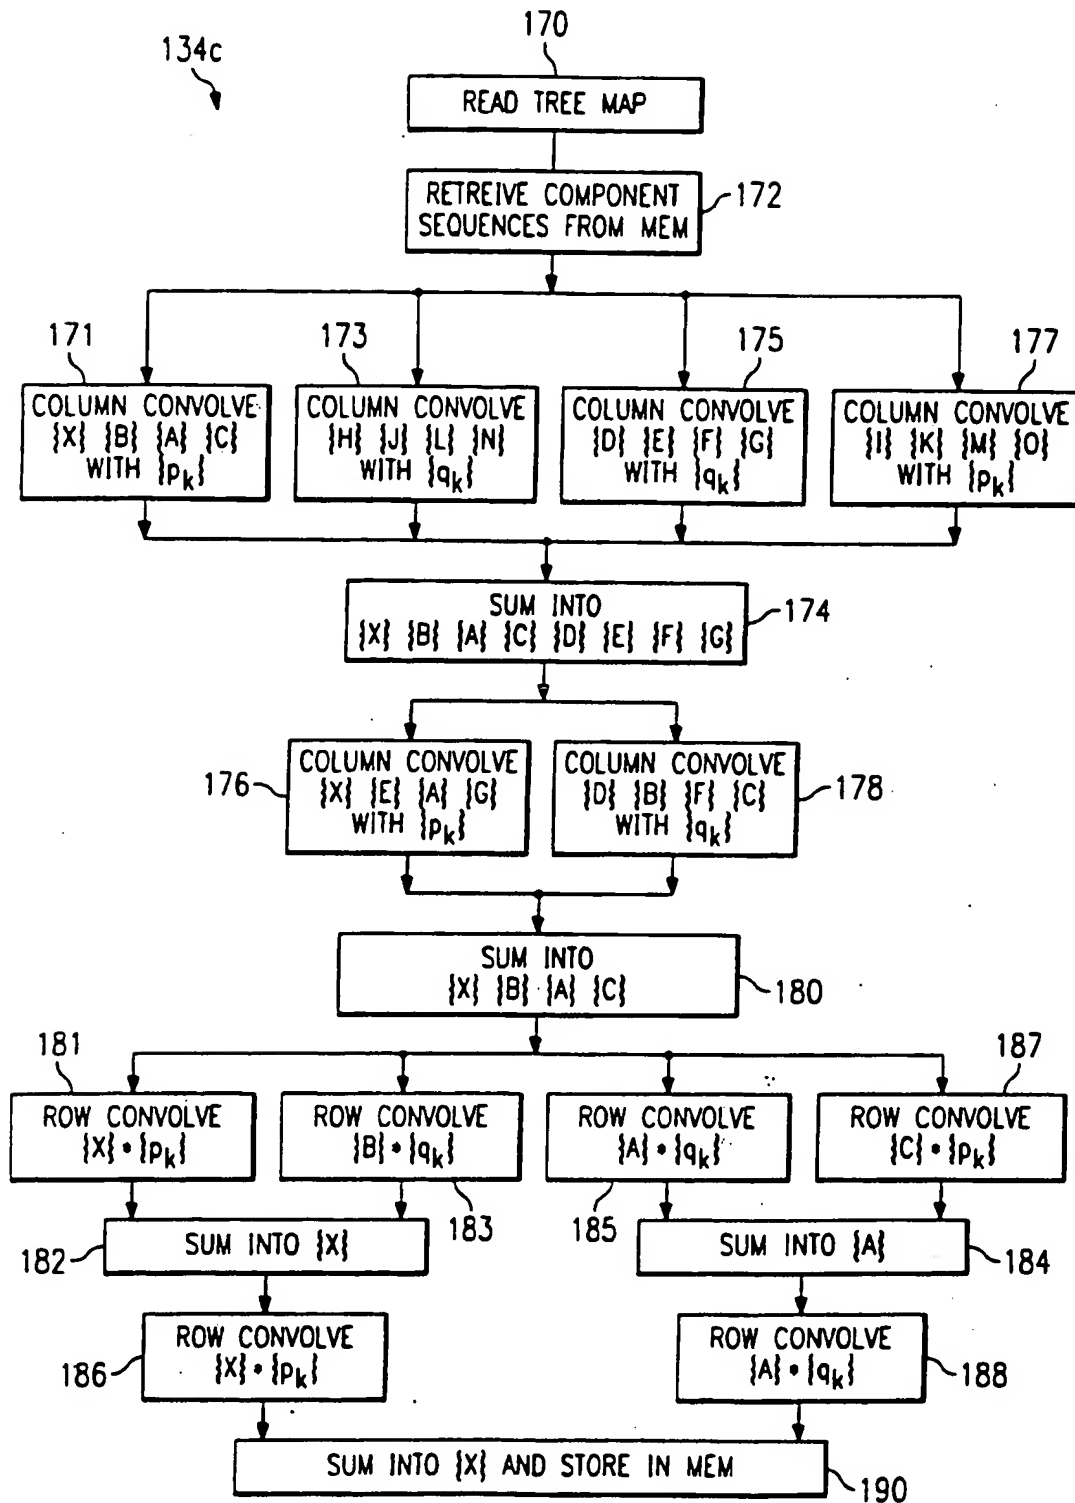 134c
170
READ TREE MAP
RETREIVE COMPONENT
SEQUENCES FROM MEM
172
171
COLUMN CONVOLVE
{X} {B} {A} {C}
WITH {pk}
173
COLUMN CONVOLVE
{H} {J} {L} {N}
WITH {qk}
175
COLUMN CONVOLVE
{D} {E} {F} {G}
WITH {qk}
177
COLUMN CONVOLVE
{I} {K} {M} {O}
WITH {pk}
SUM INTO
{X} {B} {A} {C} {D} {E} {F} {G}
174
176
COLUMN CONVOLVE
{X} {E} {A} {G}
WITH {pk}
COLUMN CONVOLVE
{D} {B} {F} {C}
WITH {qk}
178
SUM INTO
{X} {B} {A} {C}
180
181
ROW CONVOLVE
{X} * {pk}
ROW CONVOLVE
{B} * {qk}
183
ROW CONVOLVE
{A} * {qk}
185
187
ROW CONVOLVE
{C} * {pk}
182
SUM INTO {X}
SUM INTO {A}
184
186
ROW CONVOLVE
{X} * {pk}
ROW CONVOLVE
{A} * {qk}
188
SUM INTO {X} AND STORE IN MEM
190